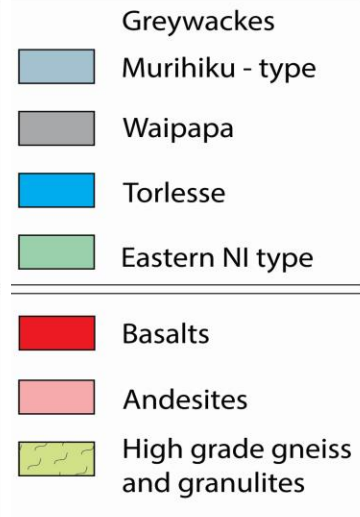 Greywackes
Murihiku - type
Waipapa
Torlesse
Eastern NI type
Basalts
Andesites
High grade gneiss
and granulites